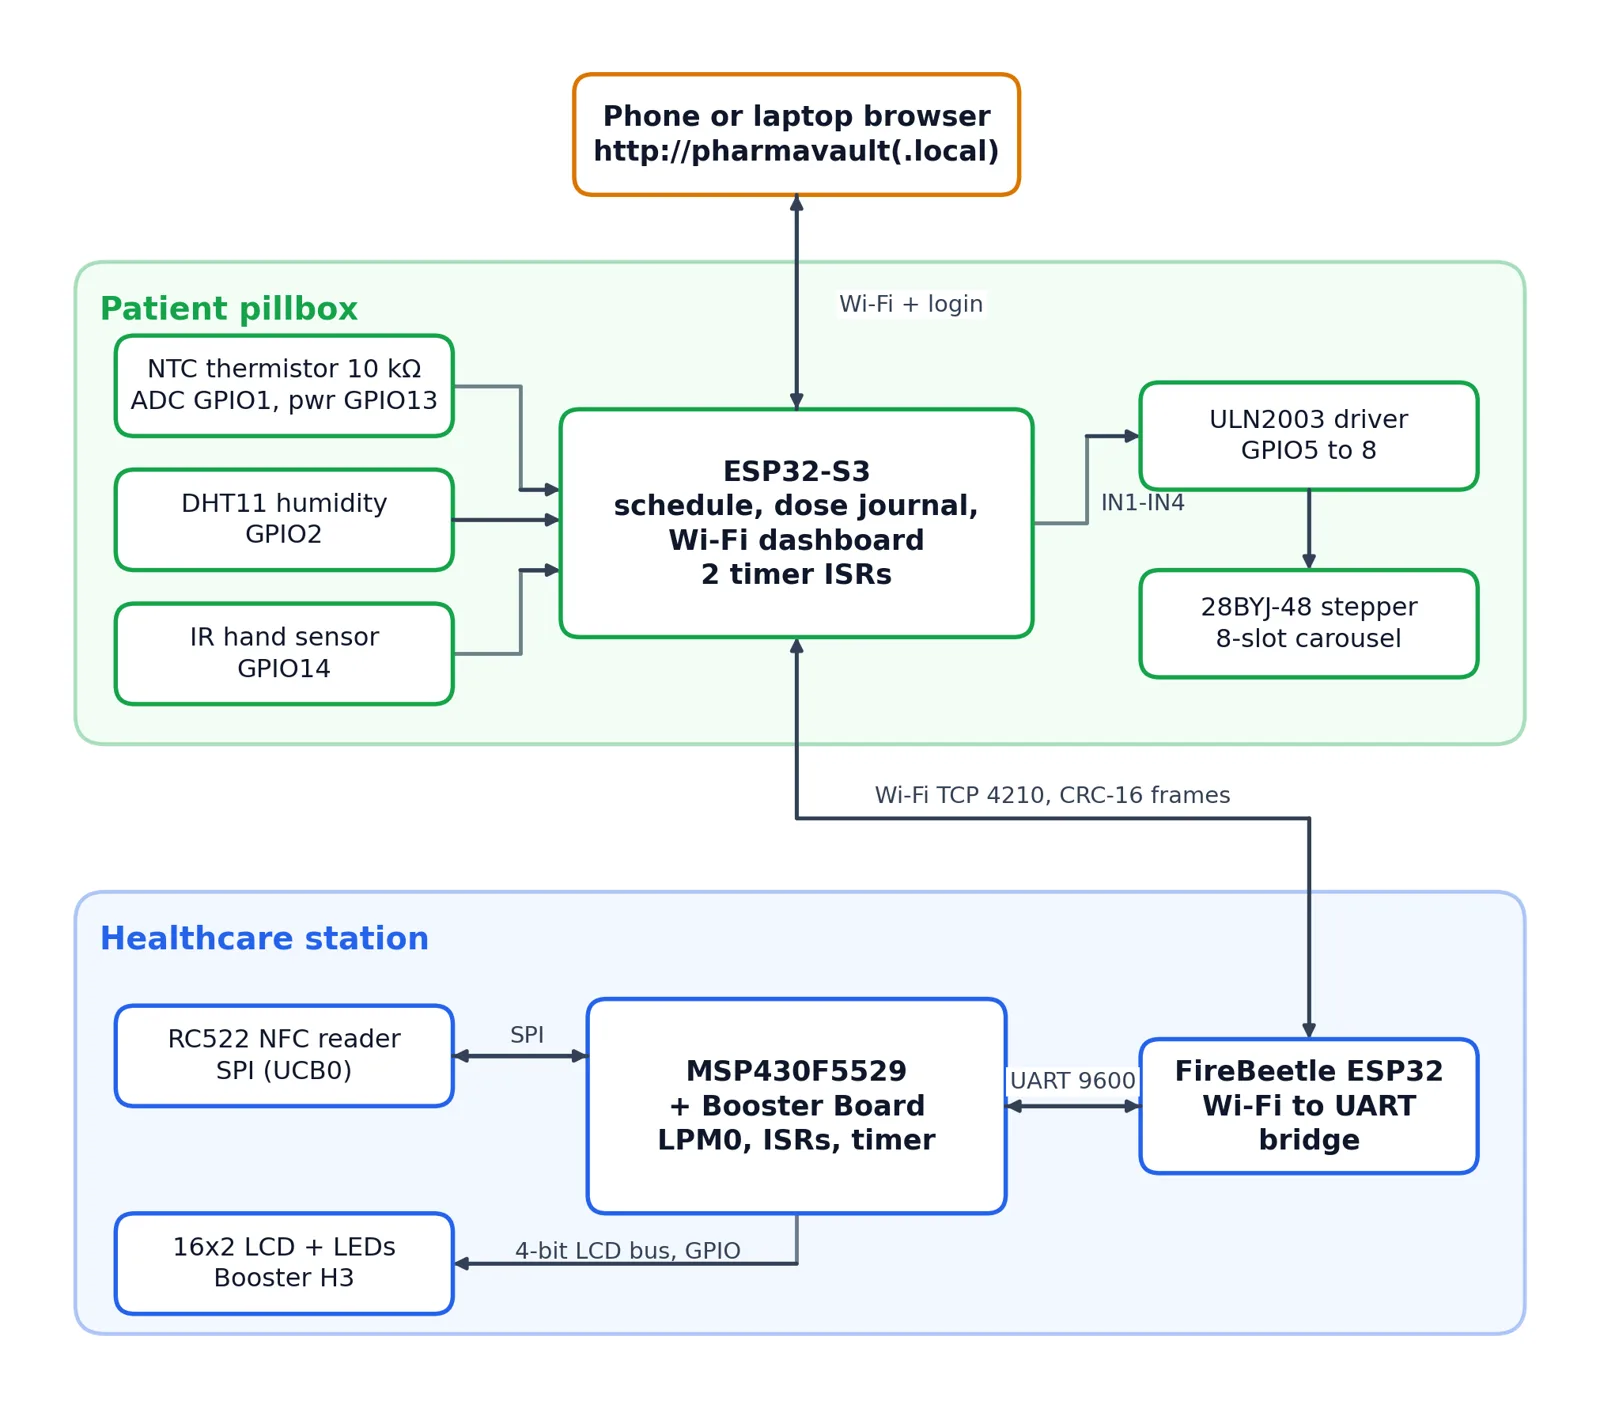 Phone or laptop browser
http://pharmavault(.local)
Wi-Fi + login
Patient pillbox
NTC thermistor 10 kΩ
ADC GPIO1, pwr GPIO13
DHT11 humidity
GPIO2
IR hand sensor
GPIO14
ESP32-S3
schedule, dose journal,
Wi-Fi dashboard
2 timer ISRs
IN1-IN4
ULN2003 driver
GPIO5 to 8
28BYJ-48 stepper
8-slot carousel
Wi-Fi TCP 4210, CRC-16 frames
Healthcare station
RC522 NFC reader
SPI (UCB0)
SPI
MSP430F5529
+ Booster Board
LPM0, ISRs, timer
UART 9600
FireBeetle ESP32
Wi-Fi to UART
bridge
16x2 LCD + LEDs
Booster H3
4-bit LCD bus, GPIO